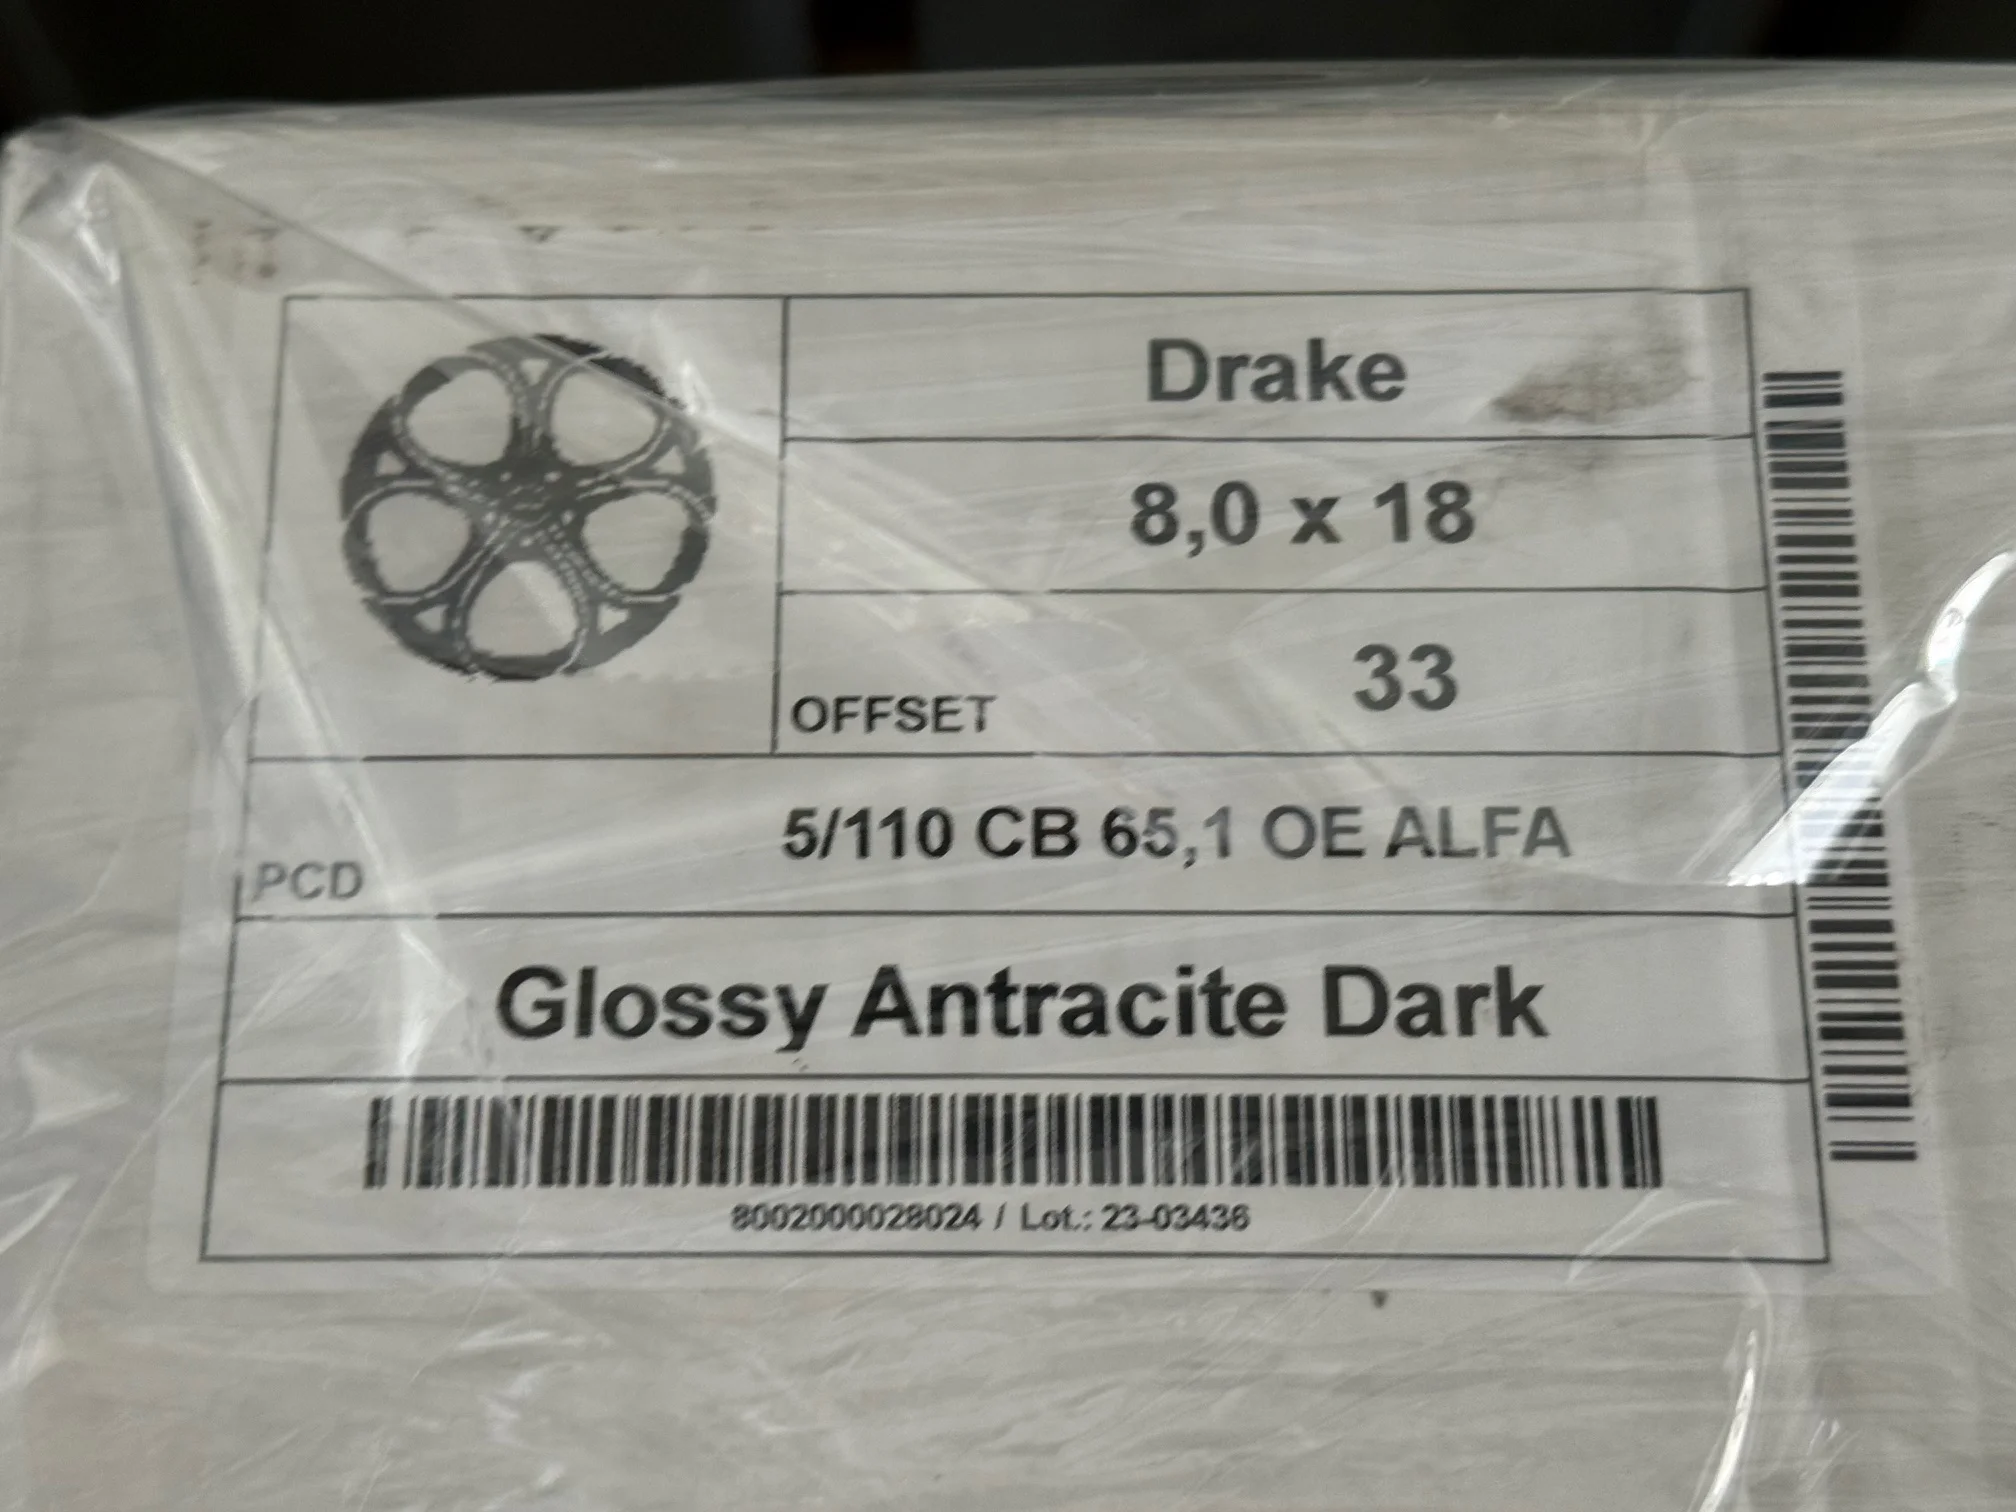 Drake
8,0 x 18
OFFSET 33
PCD 5/110 CB 65,1 OE ALFA
Glossy Antracite Dark
8002000028024 / Lot.: 23-03436